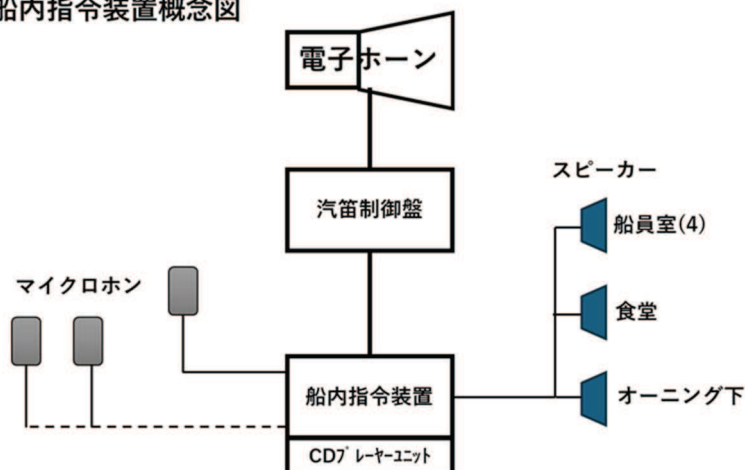 船内指令装置概念図
電子ホーン
汽笛制御盤
スピーカー
船員室(4)
マイクロホン
食堂
船内指令装置
オーニング下
CDﾌﾟﾚｰﾔｰﾕﾆｯﾄ